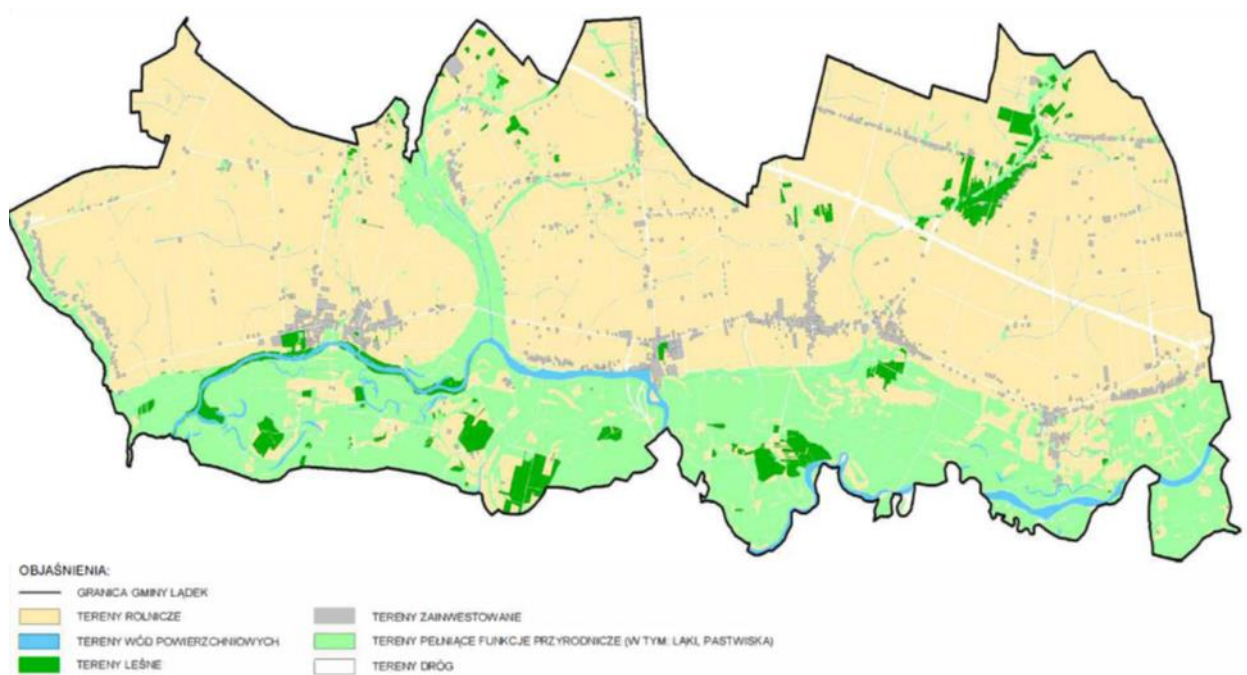 OBJAŚNIENIA:
GRANICA GMINY LĄDEK
TERENY ROLNICZE
TERENY WÓD POWIERZCHNIOWYCH
TERENY LEŚNE
TERENY ZAINWESTOWANE
TERENY PEŁNIĄCE FUNKCJE PRZYRODNICZE (W TYM: ŁĄKI, PASTWISKA)
TERENY DRÓG